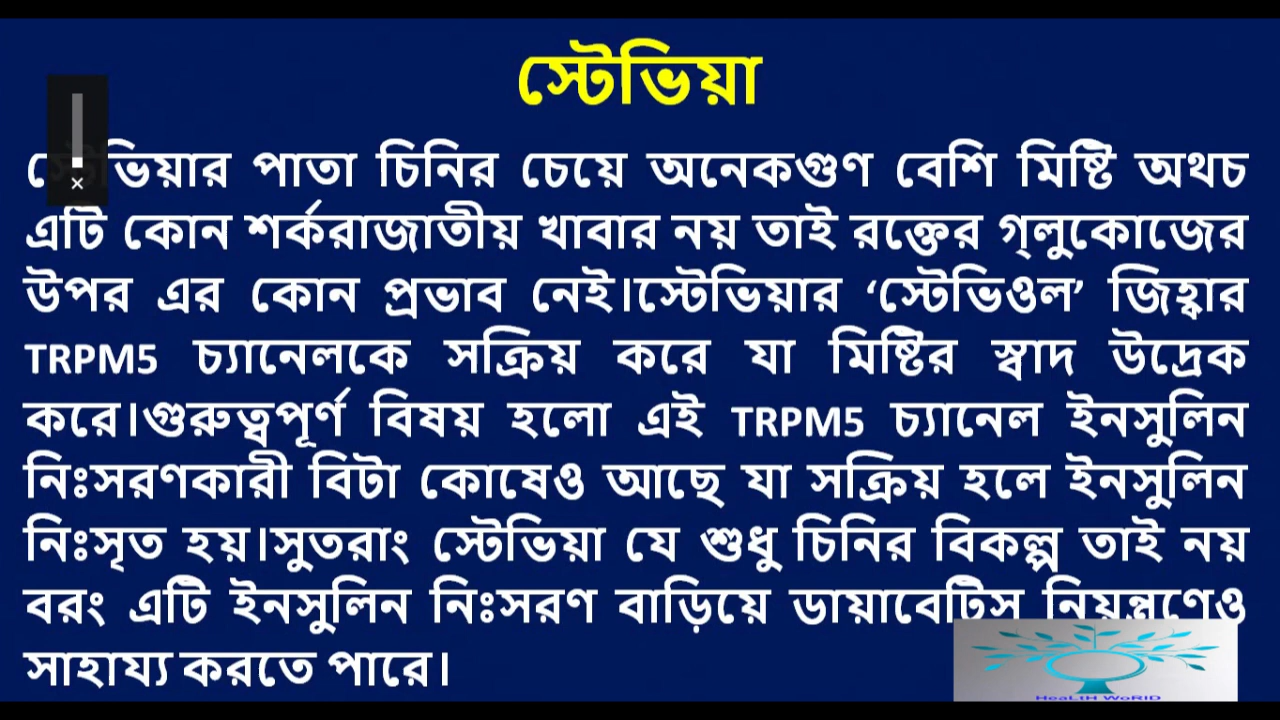 স্টেভিয়া
স্টেভিয়ার পাতা চিনির চেয়ে অনেকগুণ বেশি মিষ্টি অথচ
এটি কোন শর্করাজাতীয় খাবার নয় তাই রক্তের গ্‌লুকোজের
উপর এর কোন প্রভাব নেই।স্টেভিয়ার ‘স্টেভিওল’ জিহ্বার
TRPM5 চ্যানেলকে সক্রিয় করে যা মিষ্টির স্বাদ উদ্রেক
করে।গুরুত্বপূর্ণ বিষয় হলো এই TRPM5 চ্যানেল ইনসুলিন
নিঃসরণকারী বিটা কোষেও আছে যা সক্রিয় হলে ইনসুলিন
নিঃসৃত হয়।সুতরাং স্টেভিয়া যে শুধু চিনির বিকল্প তাই নয়
বরং এটি ইনসুলিন নিঃসরণ বাড়িয়ে ডায়াবেটিস নিয়ন্ত্রণেও
সাহায্য করতে পারে।
HeaLtH WoRlD